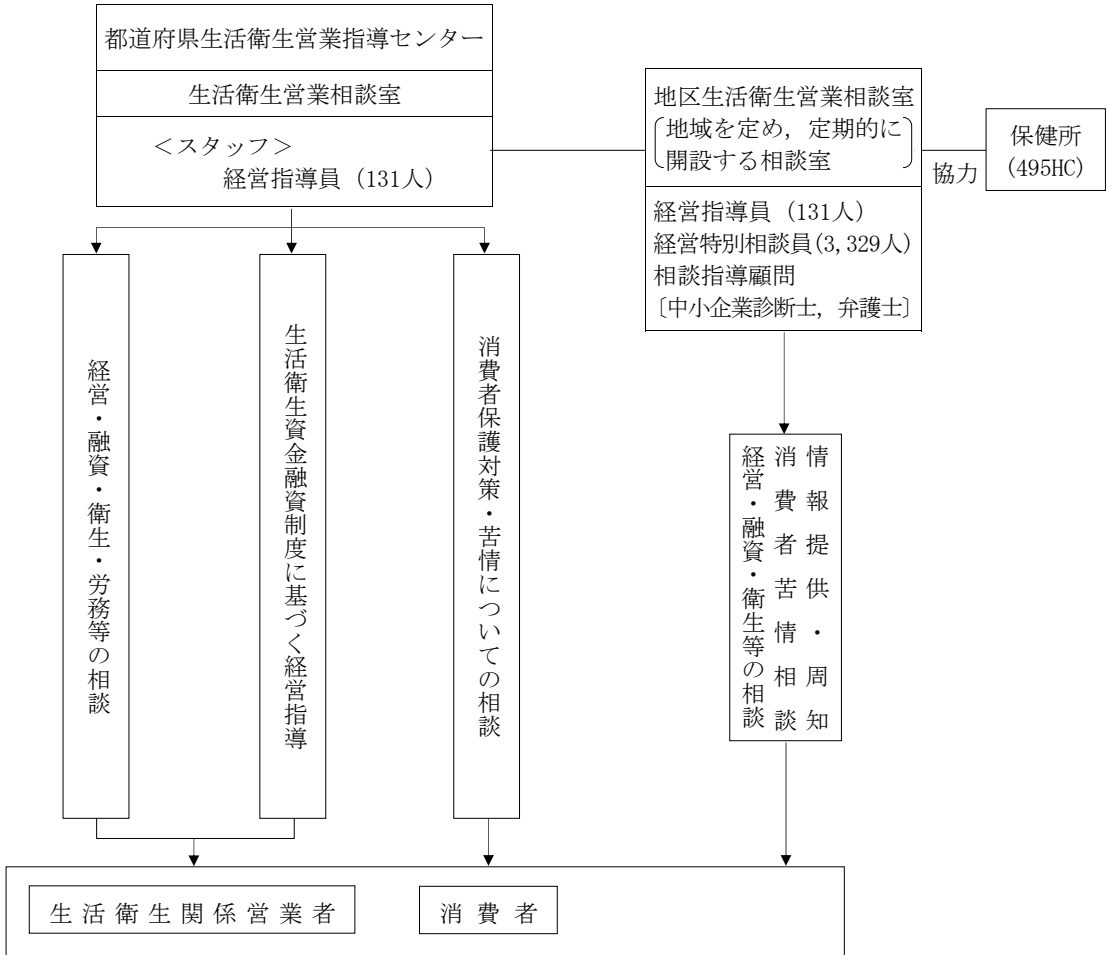 都道府県生活衛生営業指導センター
生活衛生営業相談室
＜スタッフ＞
経営指導員（131人）
地区生活衛生営業相談室
〔地域を定め，定期的に
開設する相談室〕
協力
保健所
(495HC)
経営指導員（131人）
経営特別相談員(3,329人)
相談指導顧問
〔中小企業診断士，弁護士〕
経営・融資・衛生・労務等の相談
生活衛生資金融資制度に基づく経営指導
消費者保護対策・苦情についての相談
情報提供・周知
消費者苦情相談
経営・融資・衛生等の相談
生活衛生関係営業者
消費者